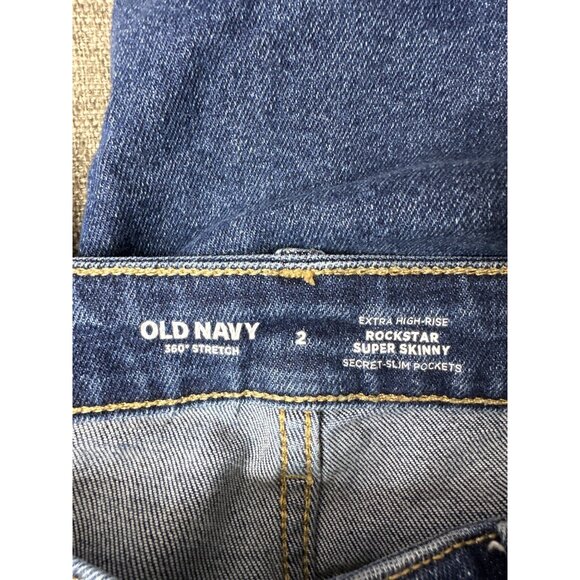 OLD NAVY
360° STRETCH
2
EXTRA HIGH-RISE
ROCKSTAR
SUPER SKINNY
SECRET-SLIM POCKETS